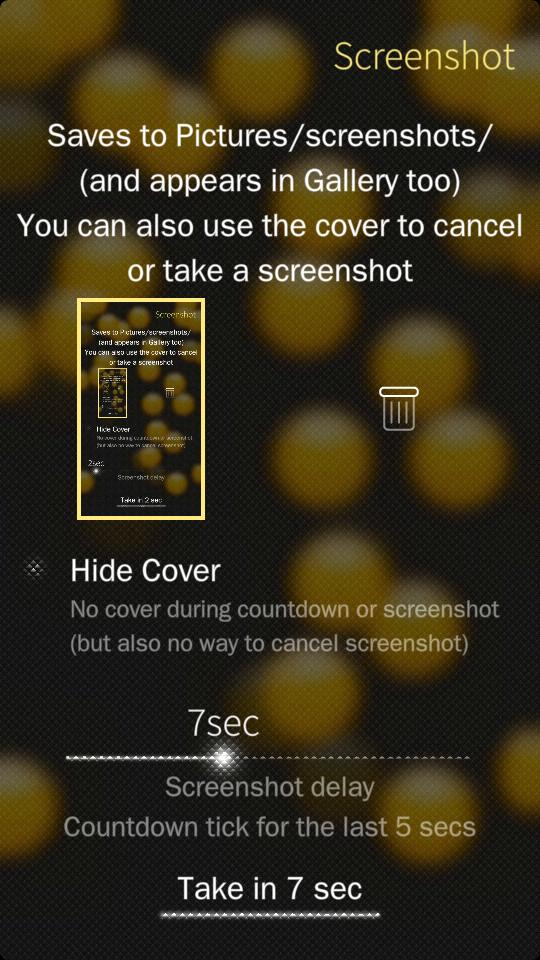 Screenshot
Saves to Pictures/screenshots/
(and appears in Gallery too)
You can also use the cover to cancel
or take a screenshot
Screenshot
Saves to Pictures/screenshots/
(and appears in Gallery too)
You can also use the cover to cancel
or take a screenshot
Hide Cover
No cover during countdown or screenshot
(but also no way to cancel screenshot)
2sec
Screenshot delay
Take in 2 sec
Hide Cover
No cover during countdown or screenshot
(but also no way to cancel screenshot)
7sec
Screenshot delay
Countdown tick for the last 5 secs
Take in 7 sec